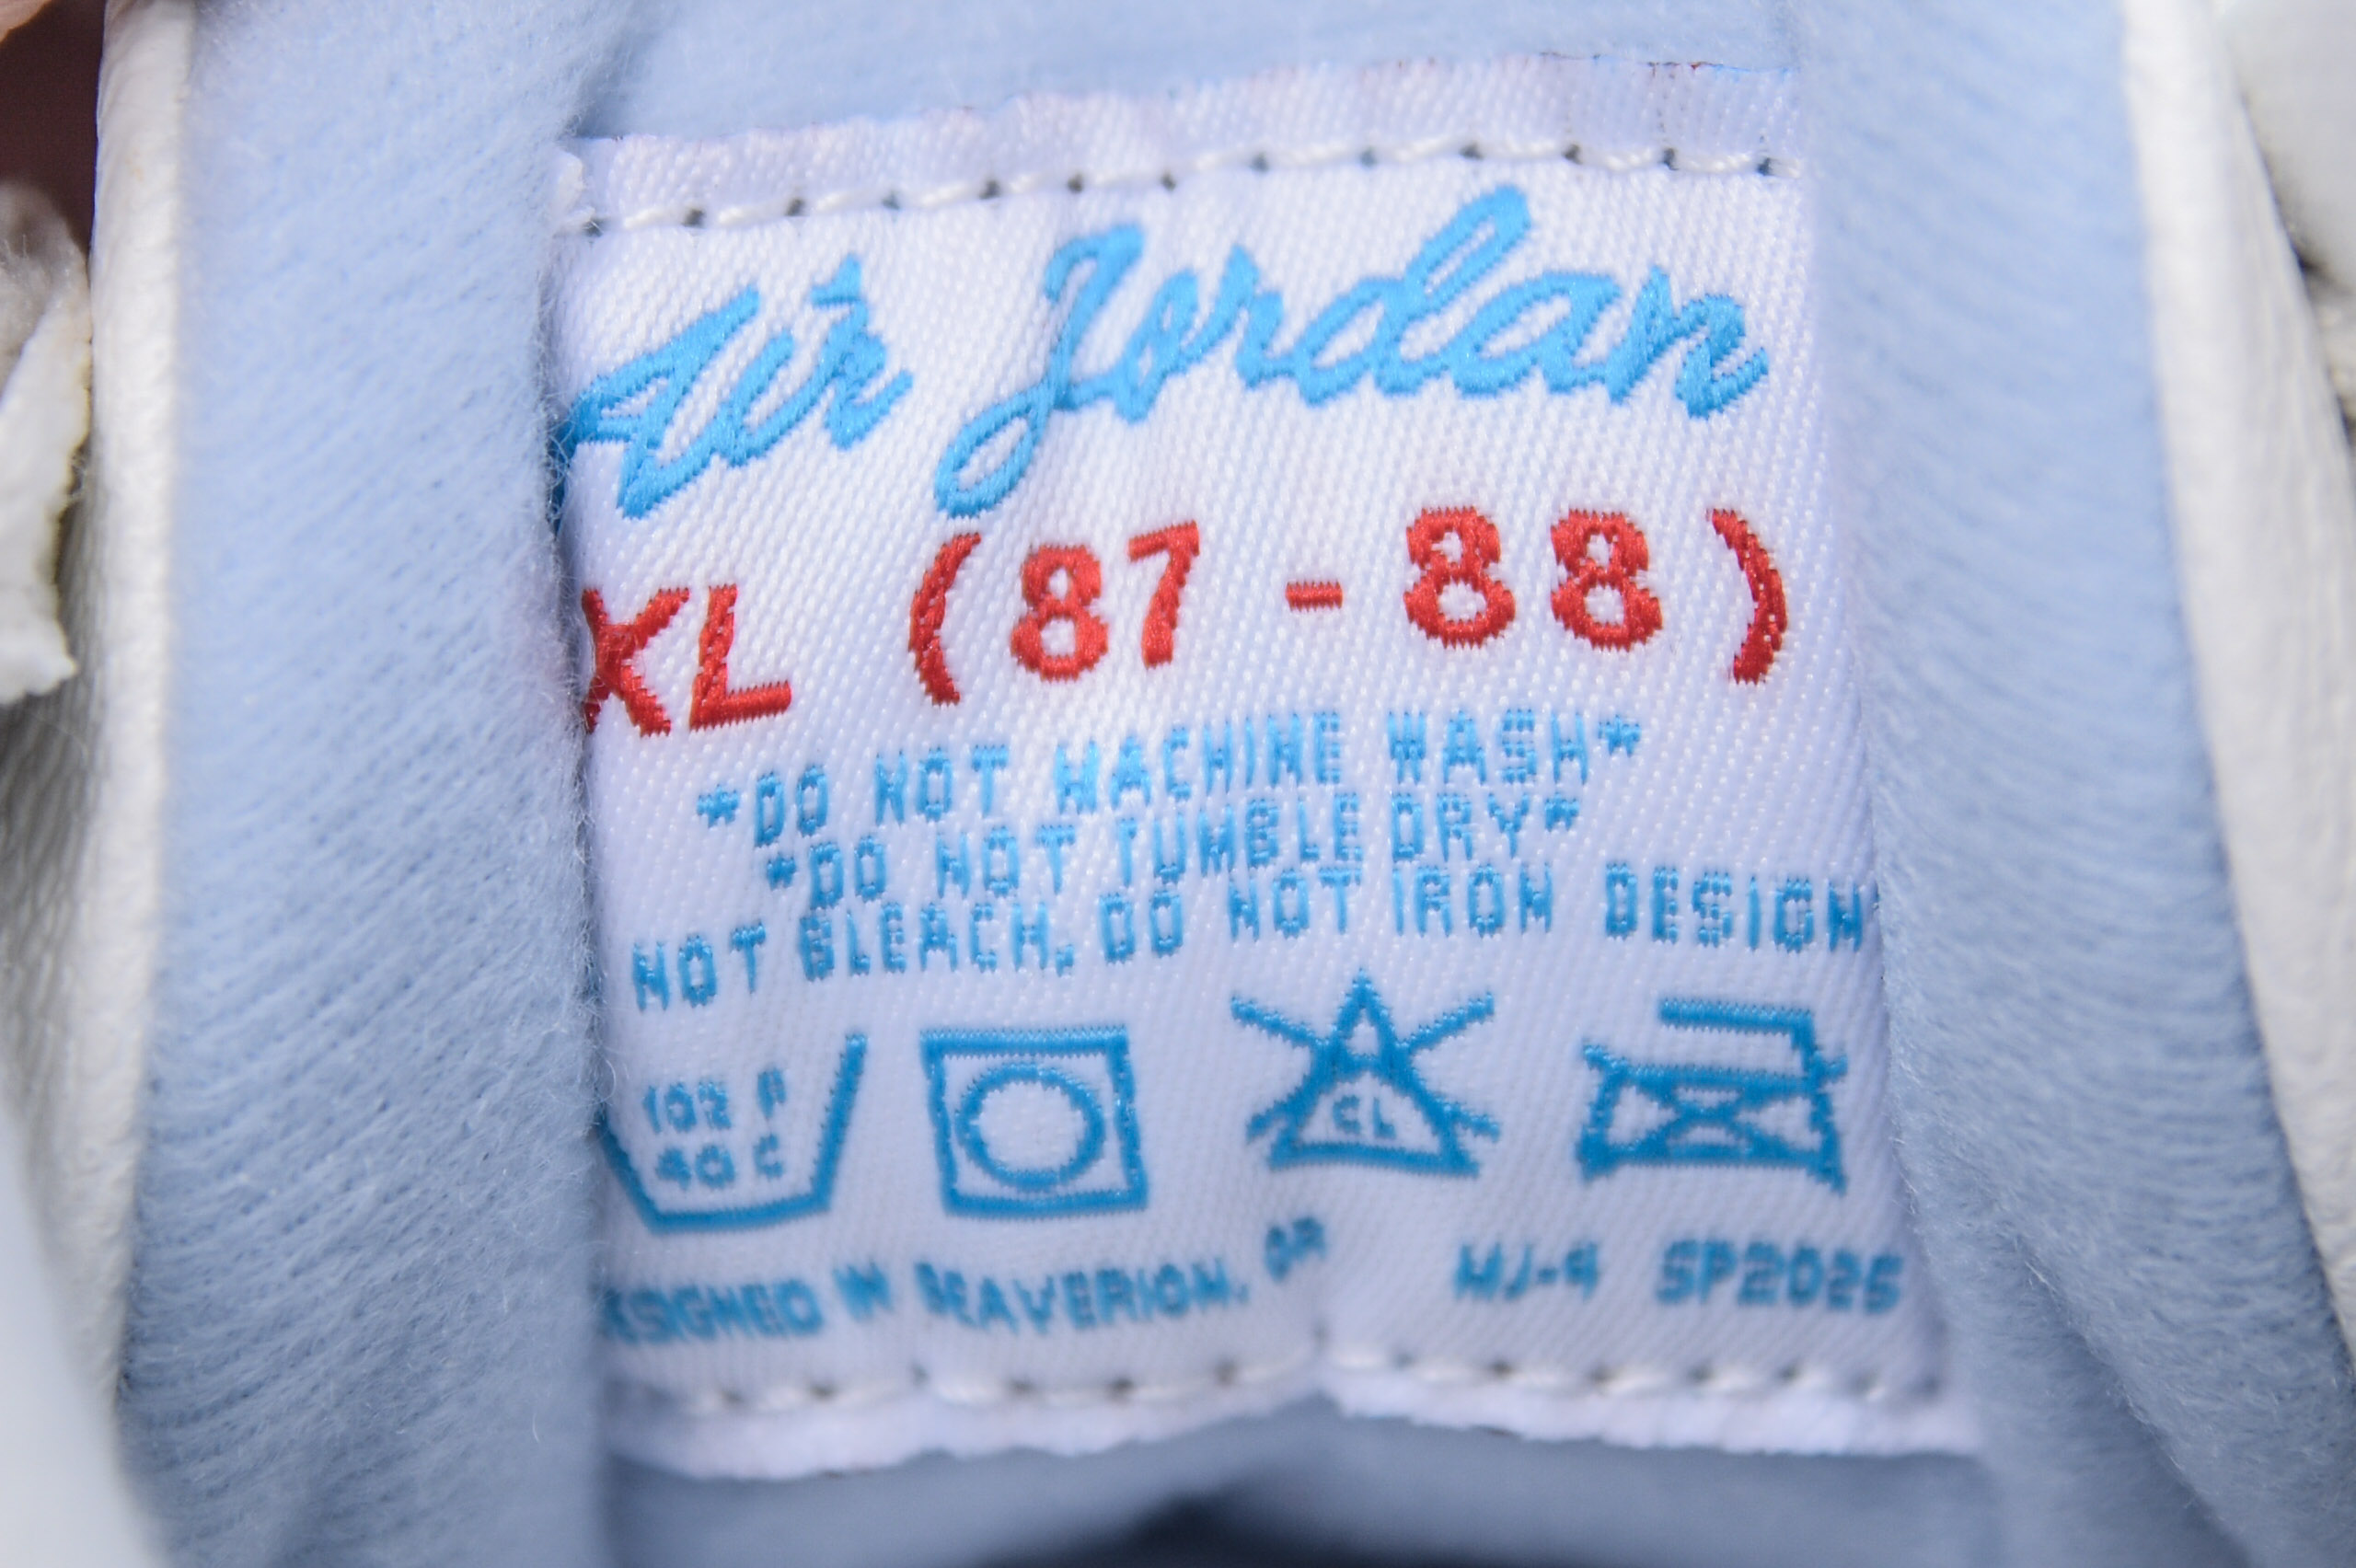 Air Jordan
XL (87 - 88)
*DO NOT MACHINE WASH*
*DO NOT TUMBLE DRY*
NOT BLEACH, DO NOT IRON DESIGN
102 F
40 C
CL
ESIGNED IN BEAVERTON, OR MJ-4 SP2025